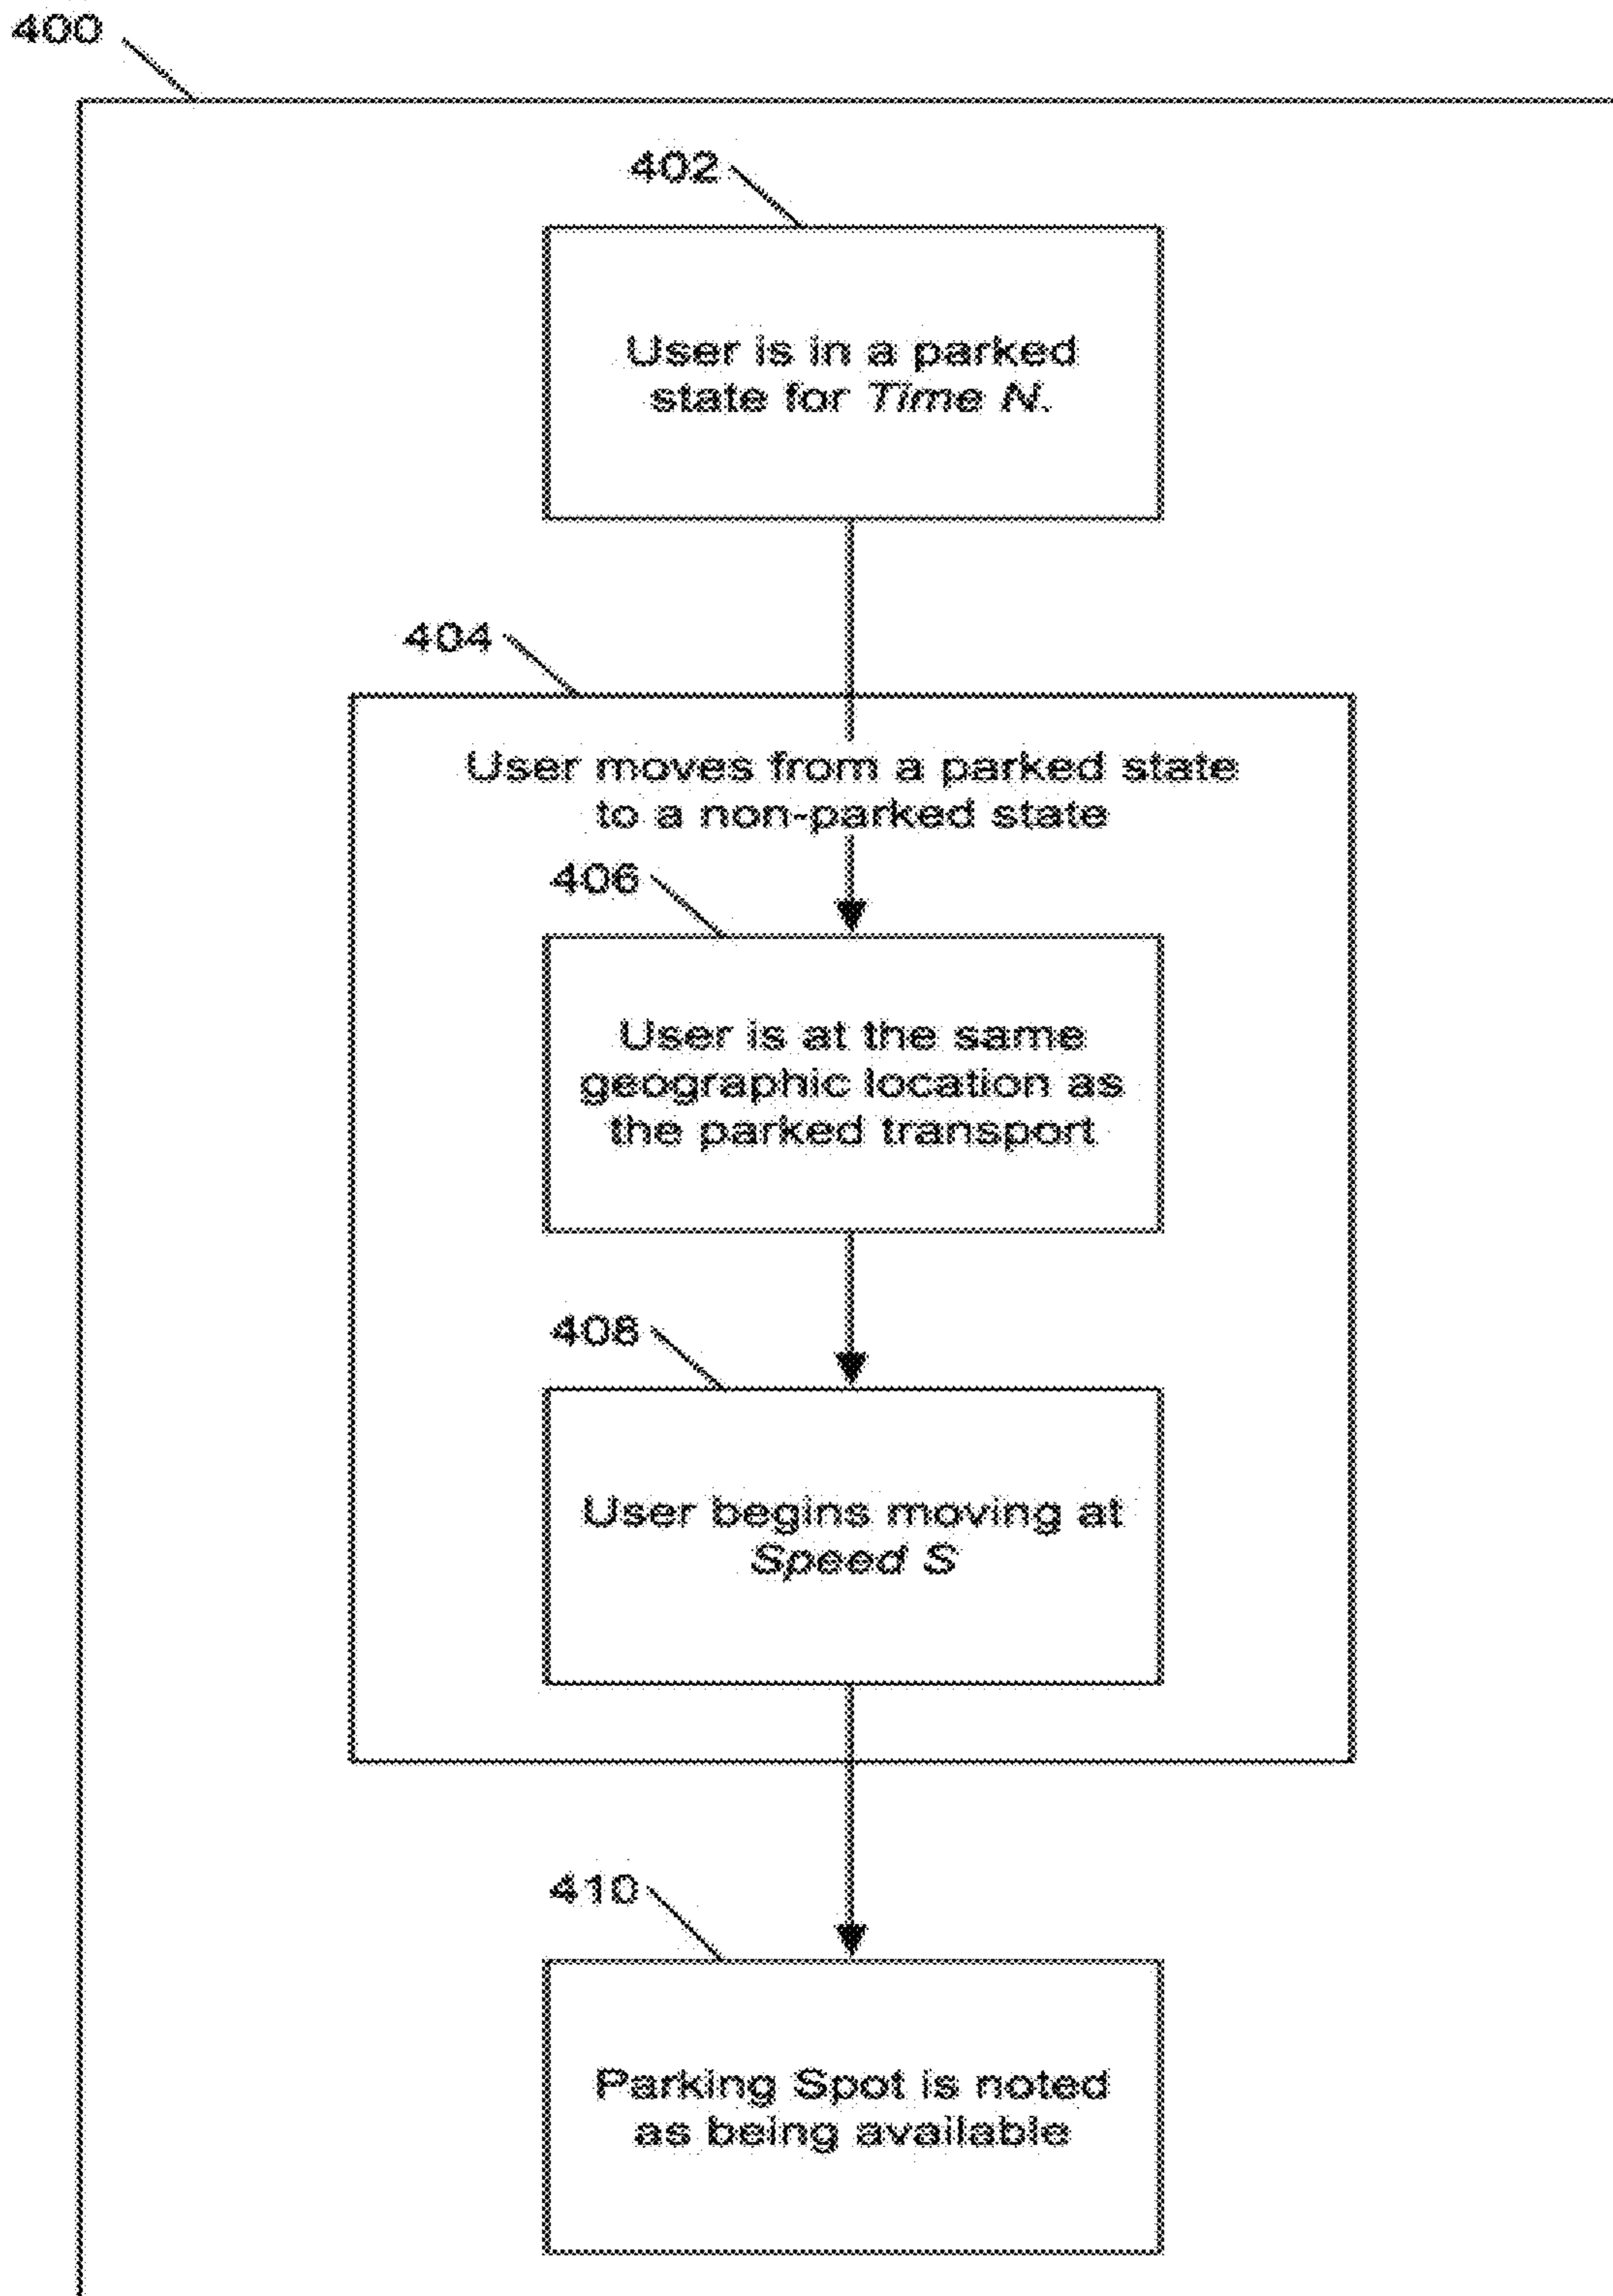 400
402
User is in a parked
state for Time N.
404
User moves from a parked state
to a non-parked state
406
User is at the same
geographic location as
the parked transport
408
User begins moving at
Speed S
410
Parking Spot is noted
as being available